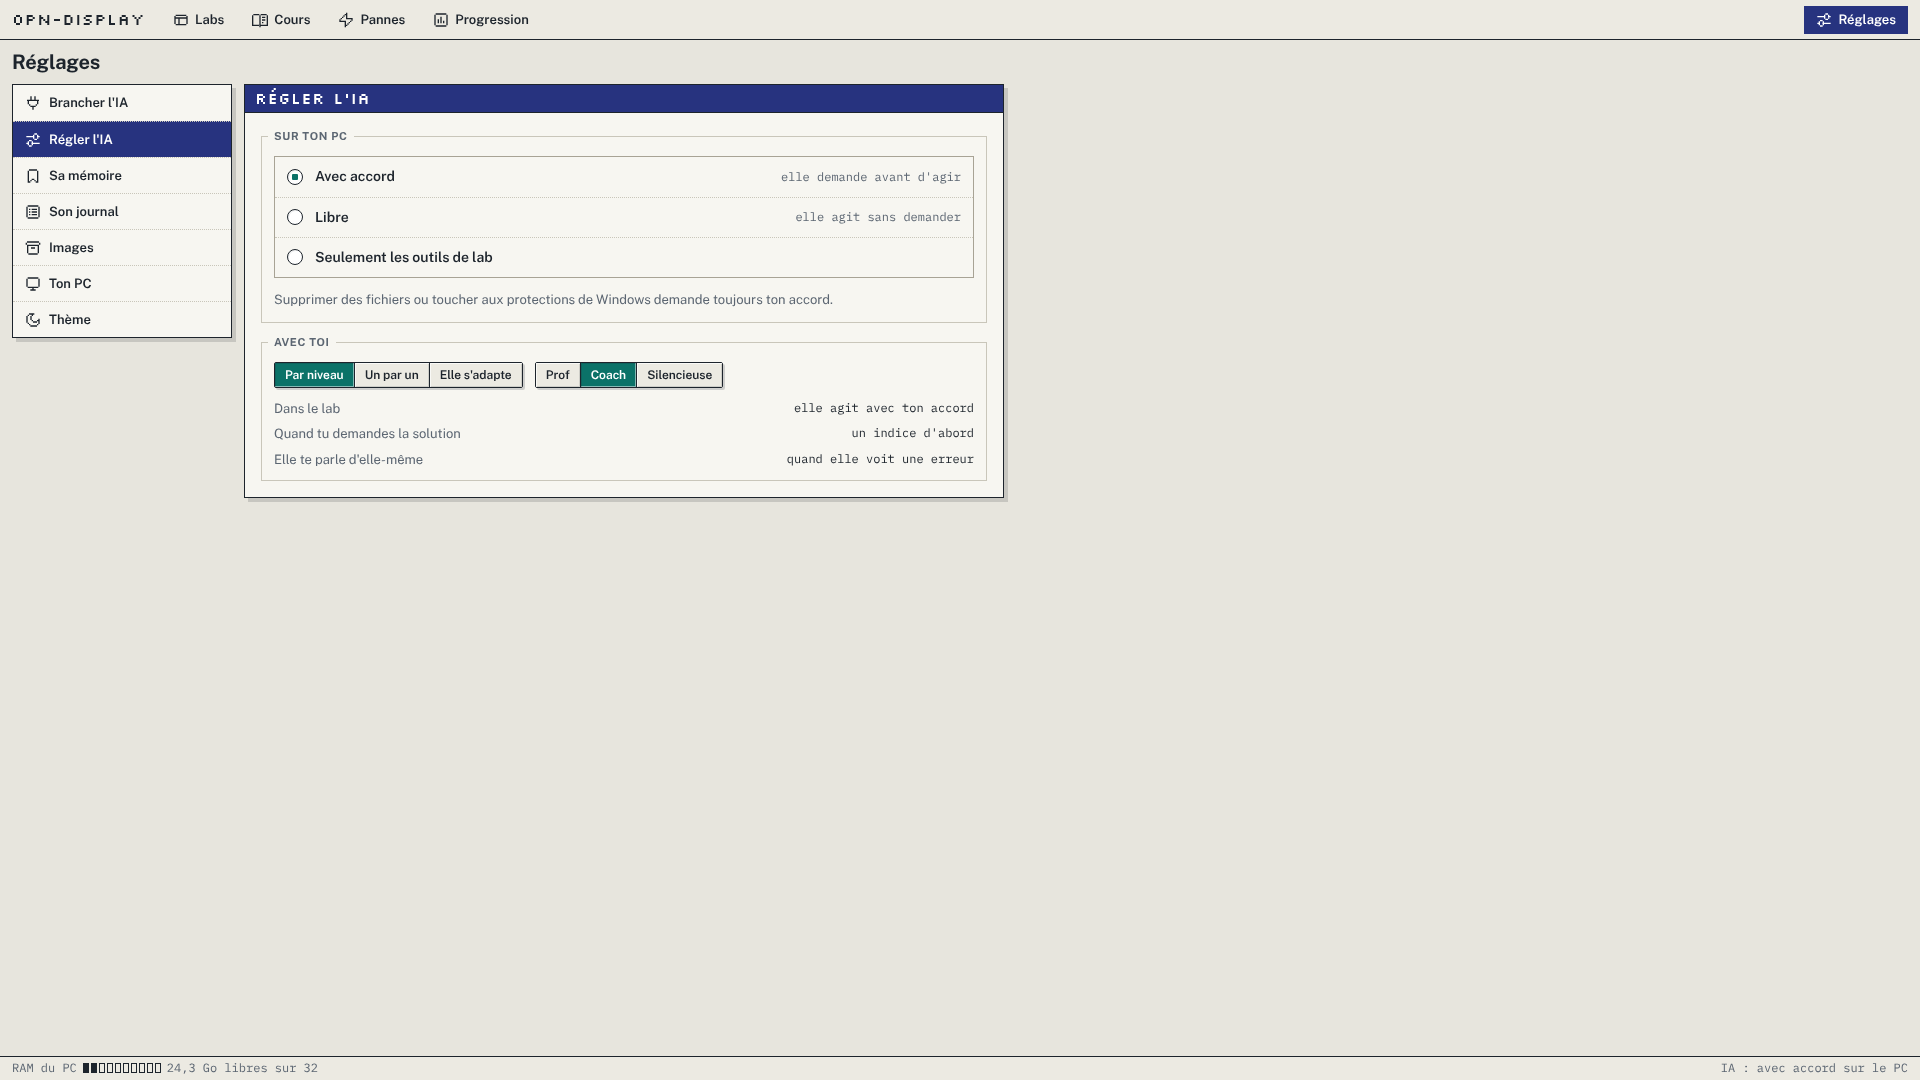 OPN-DISPLAY Labs Cours Pannes Progression Réglages
Réglages
Brancher l'IA
Régler l'IA
Sa mémoire
Son journal
Images
Ton PC
Thème
RÉGLER L'IA
SUR TON PC
Avec accord elle demande avant d'agir
Libre elle agit sans demander
Seulement les outils de lab
Supprimer des fichiers ou toucher aux protections de Windows demande toujours ton accord.
AVEC TOI
Par niveau Un par un Elle s'adapte Prof Coach Silencieuse
Dans le lab elle agit avec ton accord
Quand tu demandes la solution un indice d'abord
Elle te parle d'elle-même quand elle voit une erreur
RAM du PC 24,3 Go libres sur 32 IA : avec accord sur le PC